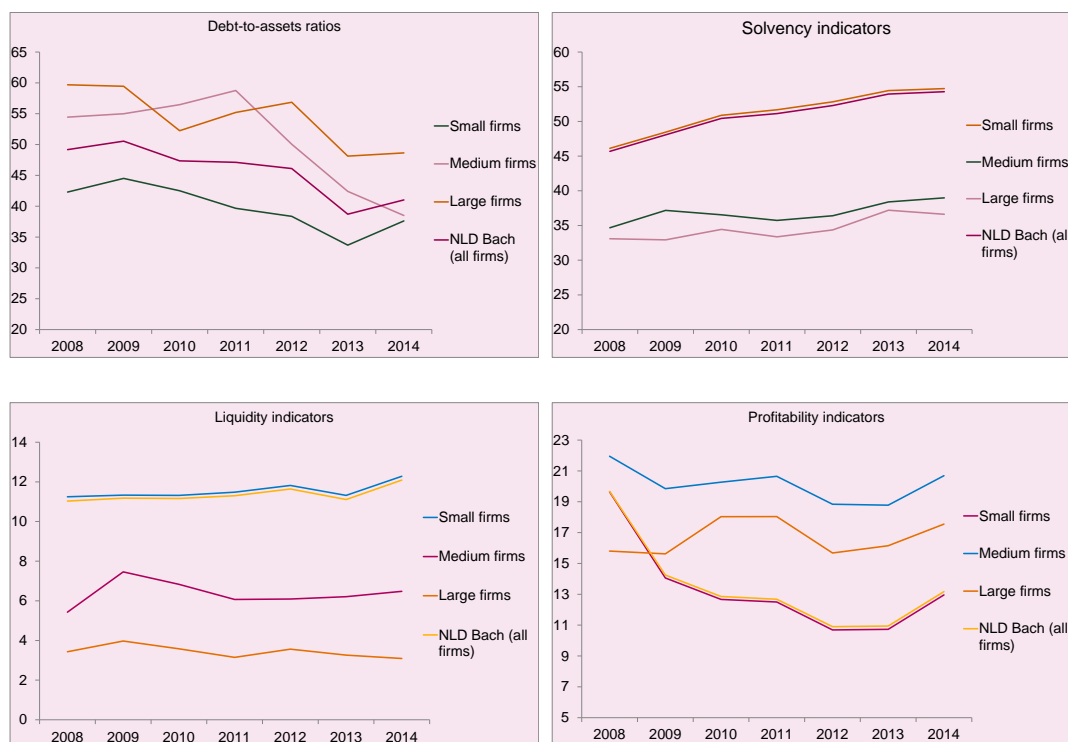 Debt-to-assets ratios
65
60
55
50
45
40
35
30
25
20
2008 2009 2010 2011 2012 2013 2014
Small firms
Medium firms
Large firms
NLD Bach
(all firms)
Solvency indicators
60
55
50
45
40
35
30
25
20
2008 2009 2010 2011 2012 2013 2014
Small firms
Medium firms
Large firms
NLD Bach (al
firms)
Liquidity indicators
14
12
10
8
6
4
2
0
2008 2009 2010 2011 2012 2013 2014
Small firms
Medium firms
Large firms
NLD Bach (all
firms)
Profitability indicators
23
21
19
17
15
13
11
9
7
5
2008 2009 2010 2011 2012 2013 2014
Small firms
Medium firms
Large firms
NLD Bach (all
firms)